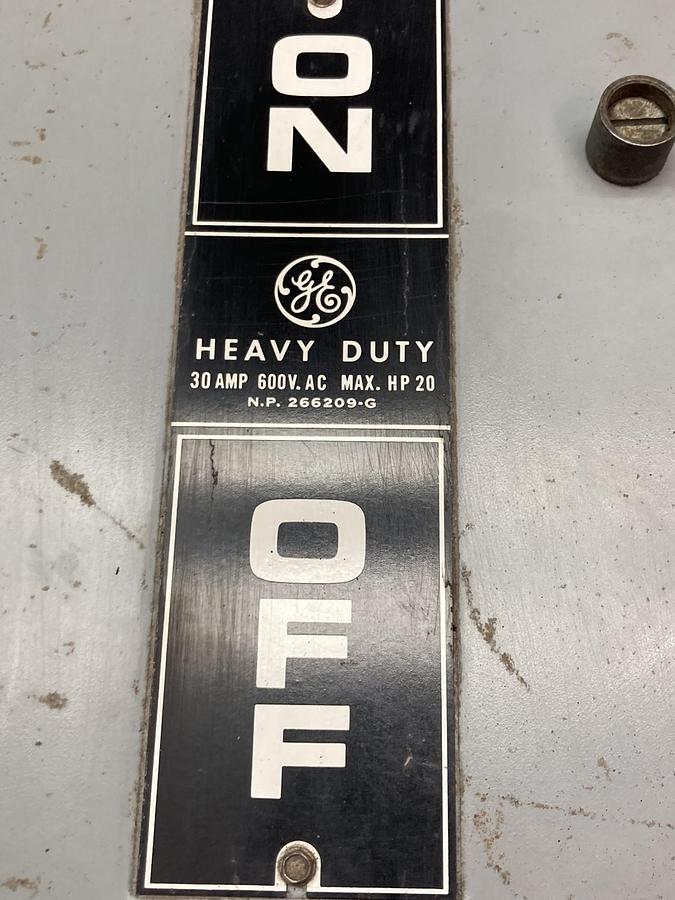 ON
GE
HEAVY DUTY
30 AMP 600V. AC MAX. HP 20
N.P. 266209-G
OFF